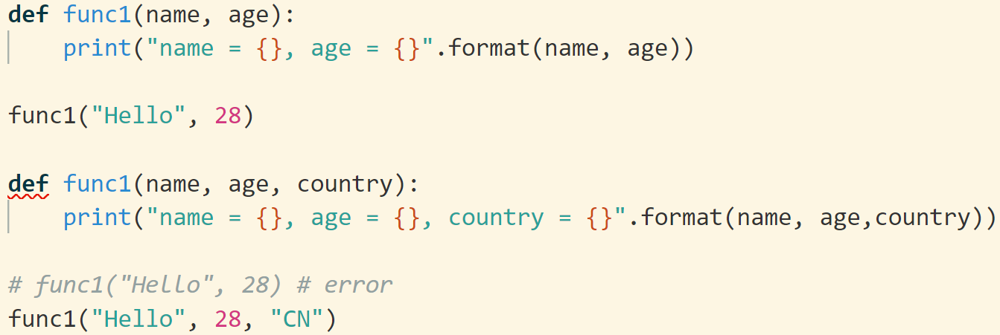 def func1(name, age):
    print("name = {}, age = {}".format(name, age))
func1("Hello", 28)
def func1(name, age, country):
    print("name = {}, age = {}, country = {}".format(name, age,country))
# func1("Hello", 28) # error
func1("Hello", 28, "CN")